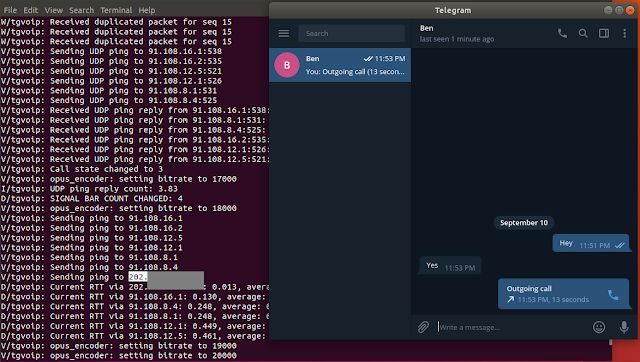 File Edit View Search Terminal Help
W/tgvoip: Received duplicated packet for seq 15
W/tgvoip: Received duplicated packet for seq 15
W/tgvoip: Received duplicated packet for seq 15
V/tgvoip: Sending UDP ping to 91.108.16.1:538
V/tgvoip: Sending UDP ping to 91.108.16.2:535
V/tgvoip: Sending UDP ping to 91.108.12.5:521
V/tgvoip: Sending UDP ping to 91.108.12.1:526
V/tgvoip: Sending UDP ping to 91.108.8.1:531
V/tgvoip: Sending UDP ping to 91.108.8.4:525
V/tgvoip: Received UDP ping reply from 91.108.16.1:538:
V/tgvoip: Received UDP ping reply from 91.108.8.1:531:
V/tgvoip: Received UDP ping reply from 91.108.8.4:525:
V/tgvoip: Received UDP ping reply from 91.108.16.2:535:
V/tgvoip: Received UDP ping reply from 91.108.12.1:526:
V/tgvoip: Received UDP ping reply from 91.108.12.5:521:
V/tgvoip: Call state changed to 3
V/tgvoip: opus_encoder: setting bitrate to 17000
I/tgvoip: UDP ping reply count: 3.83
D/tgvoip: SIGNAL BAR COUNT CHANGED: 4
V/tgvoip: opus_encoder: setting bitrate to 18000
V/tgvoip: Sending ping to 91.108.16.1
V/tgvoip: Sending ping to 91.108.16.2
V/tgvoip: Sending ping to 91.108.12.5
V/tgvoip: Sending ping to 91.108.12.1
V/tgvoip: Sending ping to 91.108.8.1
V/tgvoip: Sending ping to 91.108.8.4
V/tgvoip: Sending ping to 202.
D/tgvoip: Current RTT via 202. : 0.013, avera
D/tgvoip: Current RTT via 91.108.16.1: 0.130, average:
D/tgvoip: Current RTT via 91.108.8.4: 0.248, average: 0
D/tgvoip: Current RTT via 91.108.8.1: 0.248, average: 0
D/tgvoip: Current RTT via 91.108.12.1: 0.449, average:
D/tgvoip: Current RTT via 91.108.12.5: 0.461, average:
V/tgvoip: opus_encoder: setting bitrate to 19000
V/tgvoip: opus_encoder: setting bitrate to 20000
Telegram
Search
B
Ben
11:53 PM
You: Outgoing call (13 secon...
Ben
last seen 1 minute ago
September 10
Hey 11:51 PM
Yes 11:53 PM
Outgoing call
11:53 PM, 13 seconds
Write a message...